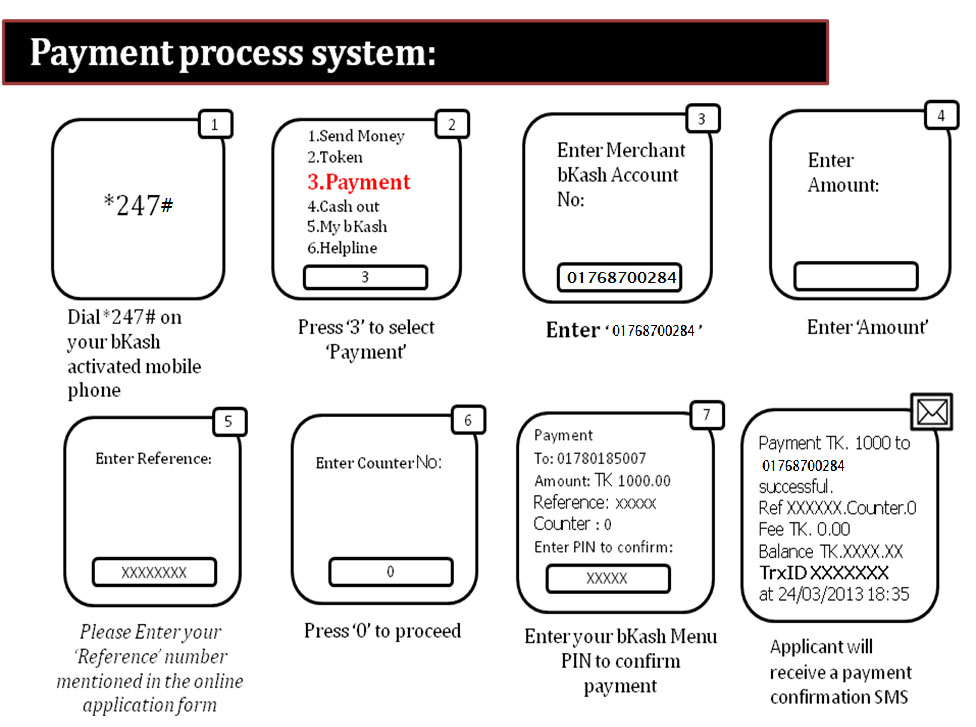 Payment process system:
1
*247#
Dial *247# on
your bKash
activated mobile
phone
2
1.Send Money
2.Token
3.Payment
4.Cash out
5.My bKash
6.Helpline
3
Press ‘3’ to select
‘Payment’
3
Enter Merchant
bKash Account
No:
01768700284
Enter ‘01768700284’
4
Enter
Amount:
Enter ‘Amount’
5
Enter Reference:
XXXXXXXX
Please Enter your
‘Reference’ number
mentioned in the online
application form
6
Enter Counter No:
0
Press ‘0’ to proceed
7
Payment
To: 01780185007
Amount: TK 1000.00
Reference: XXXXX
Counter : 0
Enter PIN to confirm:
XXXXX
Enter your bKash Menu
PIN to confirm
payment
Payment TK. 1000 to
01768700284
successful.
Ref XXXXXX.Counter.0
Fee TK. 0.00
Balance TK.XXXX.XX
TrxID XXXXXXX
at 24/03/2013 18:35
Applicant will
receive a payment
confirmation SMS